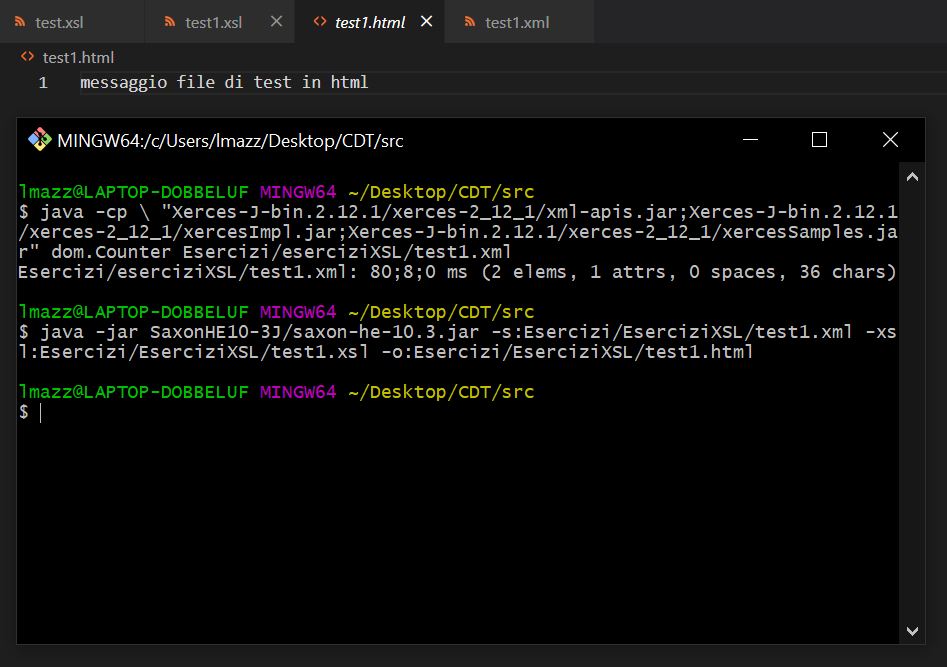 test.xsl test1.xsl test1.html test1.xml
test1.html
1 messaggio file di test in html
MINGW64:/c/Users/lmazz/Desktop/CDT/src
lmazz@LAPTOP-DOBBELUF MINGW64 ~/Desktop/CDT/src
$ java -cp \ "Xerces-J-bin.2.12.1/xerces-2_12_1/xml-apis.jar;Xerces-J-bin.2.12.1
/xerces-2_12_1/xercesImpl.jar;Xerces-J-bin.2.12.1/xerces-2_12_1/xercesSamples.ja
r" dom.Counter Esercizi/eserciziXSL/test1.xml
Esercizi/eserciziXSL/test1.xml: 80;8;0 ms (2 elems, 1 attrs, 0 spaces, 36 chars)
lmazz@LAPTOP-DOBBELUF MINGW64 ~/Desktop/CDT/src
$ java -jar SaxonHE10-3J/saxon-he-10.3.jar -s:Esercizi/EserciziXSL/test1.xml -xs
l:Esercizi/EserciziXSL/test1.xsl -o:Esercizi/EserciziXSL/test1.html
lmazz@LAPTOP-DOBBELUF MINGW64 ~/Desktop/CDT/src
$